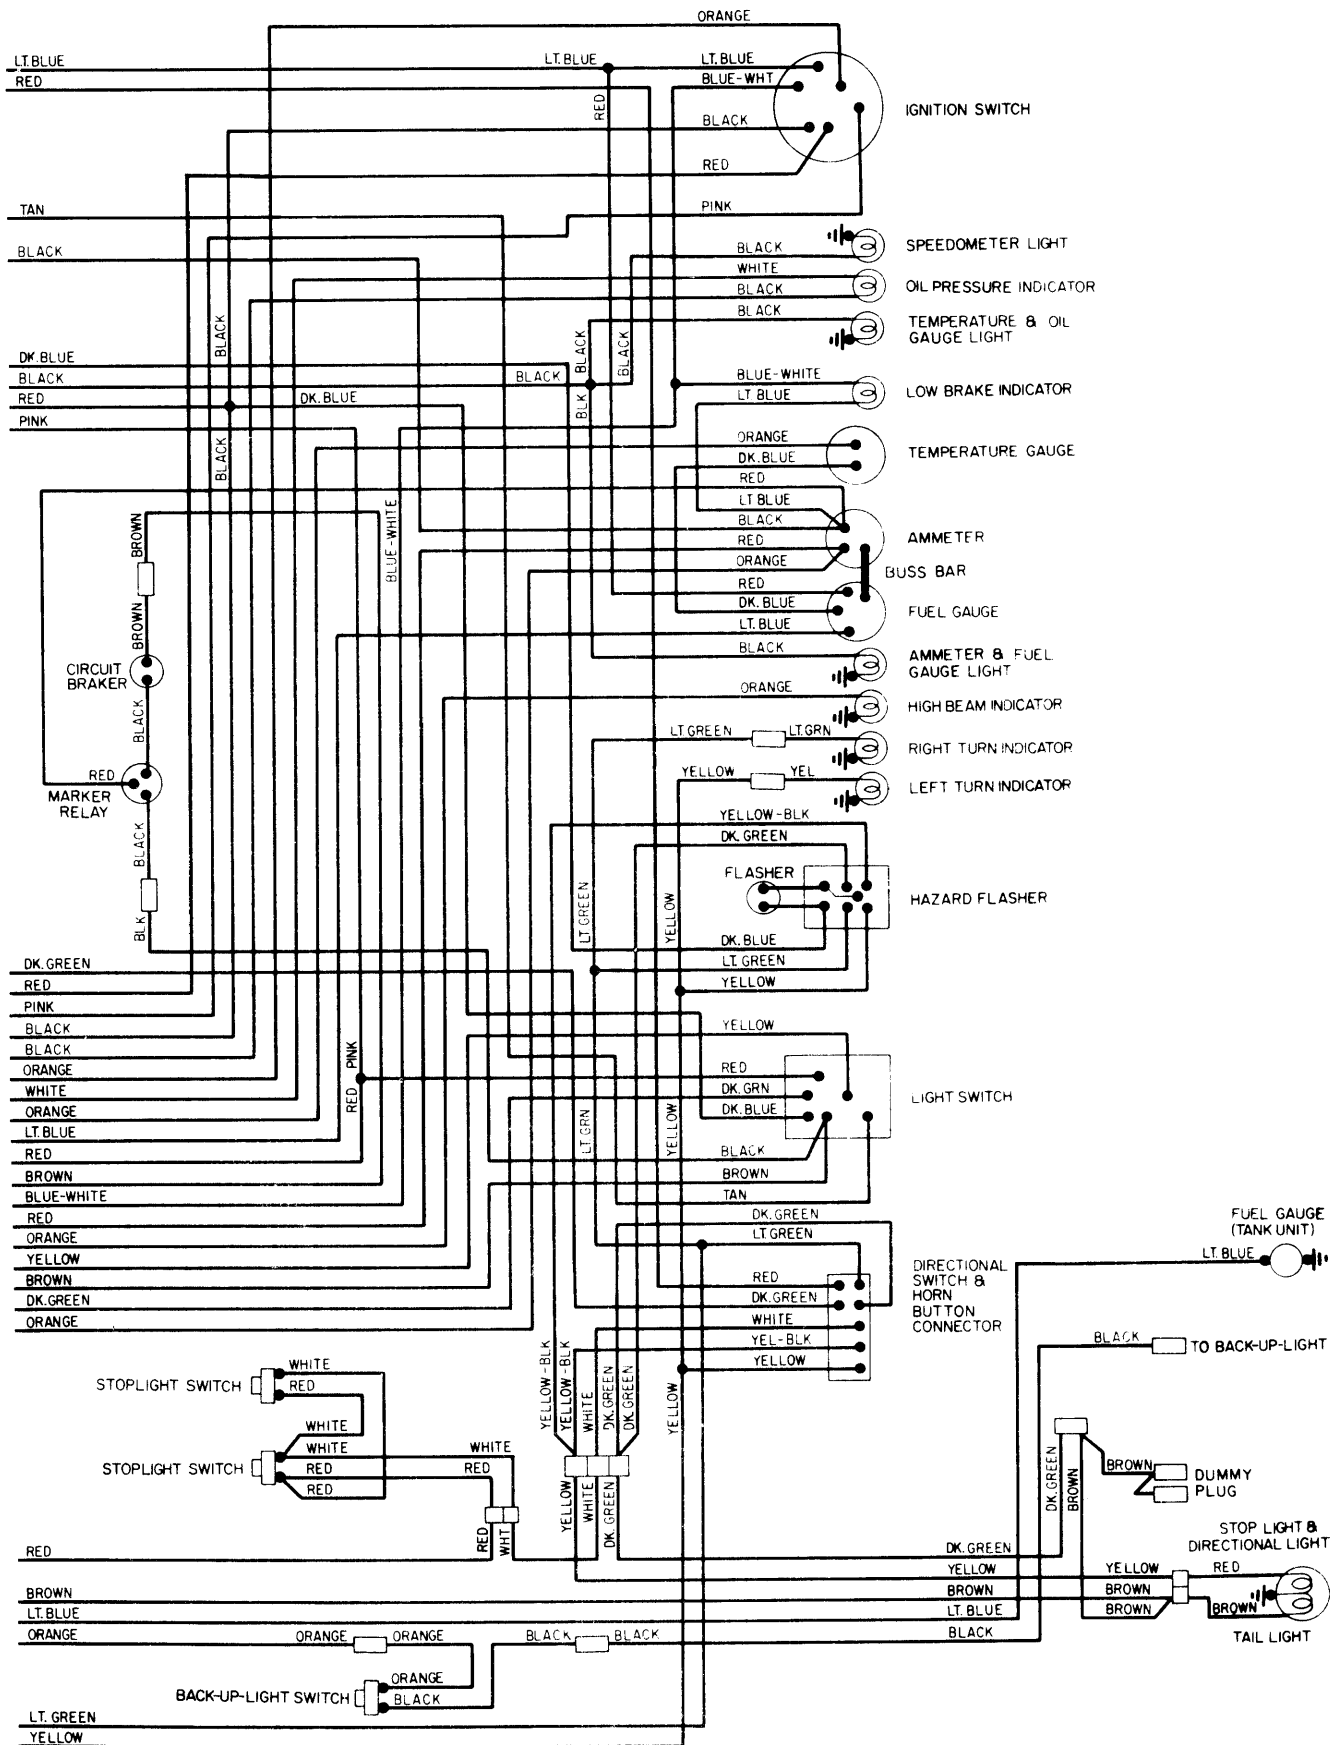 ORANGE
LT. BLUE
LT. BLUE
LT. BLUE
RED
BLUE-WHT
RED
IGNITION SWITCH
BLACK
RED
TAN
PINK
BLACK
BLACK
SPEEDOMETER LIGHT
WHITE
BLACK
OIL PRESSURE INDICATOR
BLACK
TEMPERATURE & OIL
GAUGE LIGHT
BLACK
BLACK
BLACK
DK. BLUE
BLACK
BLACK
BLUE-WHITE
RED
DK. BLUE
LT. BLUE
LOW BRAKE INDICATOR
BLK
PINK
BLACK
ORANGE
DK. BLUE
TEMPERATURE GAUGE
RED
LT BLUE
BLACK
BROWN
BLUE-WHITE
RED
AMMETER
ORANGE
BUSS BAR
RED
DK. BLUE
FUEL GAUGE
BROWN
LT. BLUE
BLACK
AMMETER & FUEL
GAUGE LIGHT
CIRCUIT
BRAKER
ORANGE
HIGH BEAM INDICATOR
BLACK
LT. GREEN
LT. GRN
RIGHT TURN INDICATOR
RED
YELLOW
YEL
LEFT TURN INDICATOR
MARKER
RELAY
YELLOW-BLK
DK. GREEN
BLACK
FLASHER
HAZARD FLASHER
BLK
LT GREEN
YELLOW
DK. BLUE
LT. GREEN
YELLOW
DK. GREEN
RED
PINK
BLACK
YELLOW
BLACK
PINK
ORANGE
RED
WHITE
RED
DK. GRN
LIGHT SWITCH
ORANGE
DK. BLUE
LT. BLUE
LT GRN
YELLOW
RED
BLACK
BROWN
BROWN
BLUE-WHITE
TAN
RED
DK. GREEN
FUEL GAUGE
(TANK UNIT)
ORANGE
LT. GREEN
LT. BLUE
YELLOW
BROWN
RED
DIRECTIONAL
SWITCH &
HORN
BUTTON
CONNECTOR
DK. GREEN
DK. GREEN
ORANGE
WHITE
YEL-BLK
YELLOW
BLACK
TO BACK-UP-LIGHT
WHITE
STOPLIGHT SWITCH
RED
YELLOW-BLK
YELLOW-BLK
WHITE
DK. GREEN
DK. GREEN
YELLOW
WHITE
WHITE
WHITE
STOPLIGHT SWITCH
RED
RED
RED
DK. GREEN
BROWN
BROWN
DUMMY
PLUG
YELLOW
WHITE
DK. GREEN
RED
WHT
RED
DK. GREEN
STOP LIGHT &
DIRECTIONAL LIGHT
YELLOW
YELLOW
RED
BROWN
BROWN
BROWN
LT. BLUE
LT. BLUE
BROWN
BROWN
ORANGE
ORANGE
ORANGE
BLACK
BLACK
BLACK
TAIL LIGHT
ORANGE
BACK-UP-LIGHT SWITCH
BLACK
LT. GREEN
YELLOW